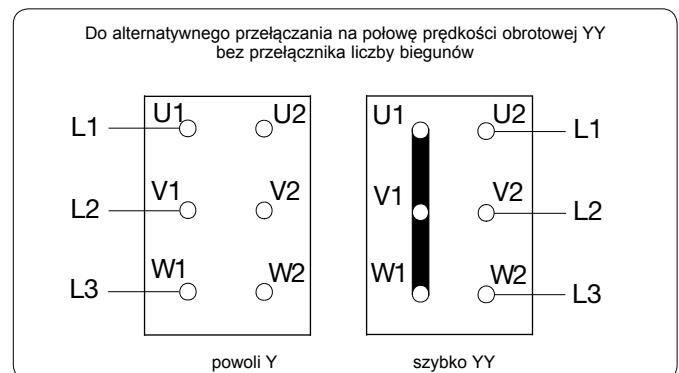 Do alternatywnego przełączania na połowę prędkości obrotowej YY
bez przełącznika liczby biegunów
L1 U1 U2
L2 V1 V2
L3 W1 W2
powoli Y
U1 U2 L1
V1 V2 L2
W1 W2 L3
szybko YY